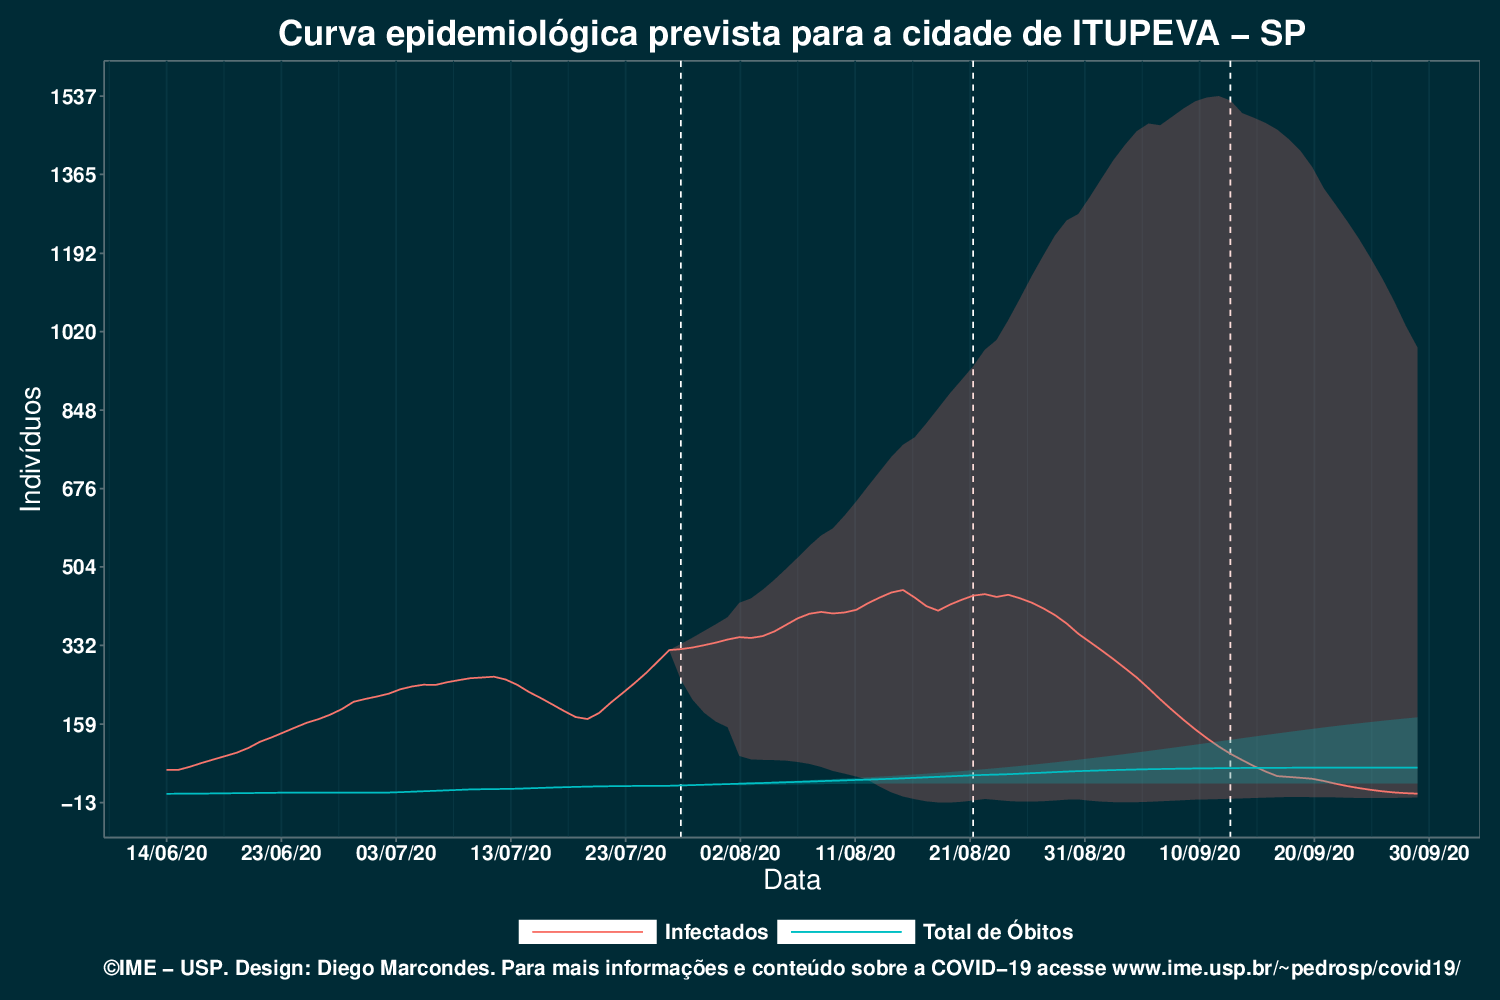 Curva epidemiológica prevista para a cidade de ITUPEVA – SP
1537
1365
1192
1020
848
676
504
332
159
−13
Indivíduos
14/06/20 23/06/20 03/07/20 13/07/20 23/07/20 02/08/20 11/08/20 21/08/20 31/08/20 10/09/20 20/09/20 30/09/20
Data
Infectados Total de Óbitos
©IME – USP. Design: Diego Marcondes. Para mais informações e conteúdo sobre a COVID−19 acesse www.ime.usp.br/~pedrosp/covid19/